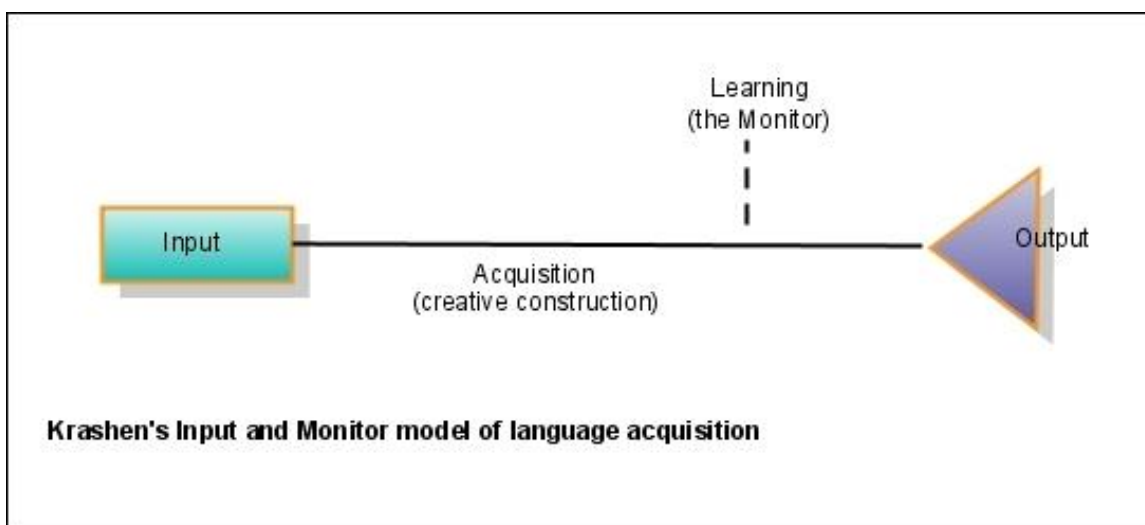 Learning
(the Monitor)
Input
Output
Acquisition
(creative construction)
Krashen's Input and Monitor model of language acquisition